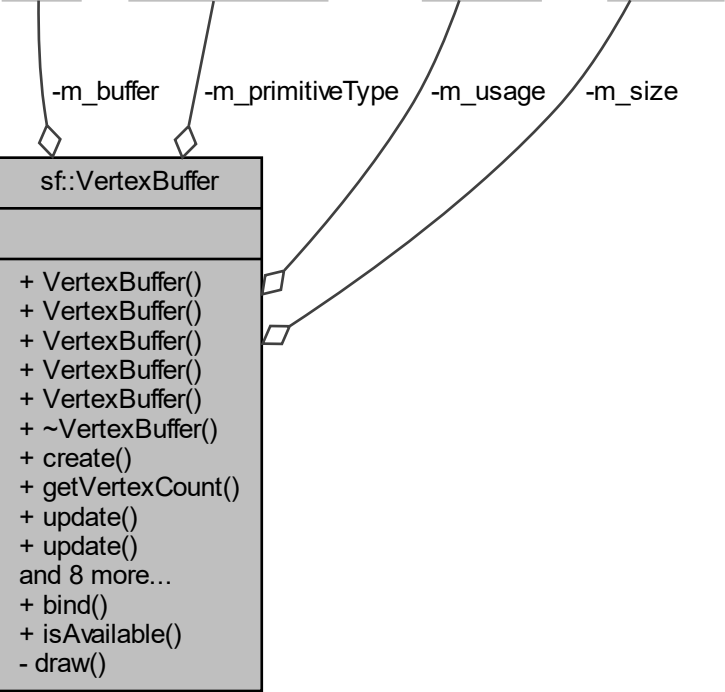 -m_buffer
-m_primitiveType
-m_usage
-m_size
sf::VertexBuffer
+ VertexBuffer()
+ VertexBuffer()
+ VertexBuffer()
+ VertexBuffer()
+ VertexBuffer()
+ ~VertexBuffer()
+ create()
+ getVertexCount()
+ update()
+ update()
and 8 more...
+ bind()
+ isAvailable()
- draw()